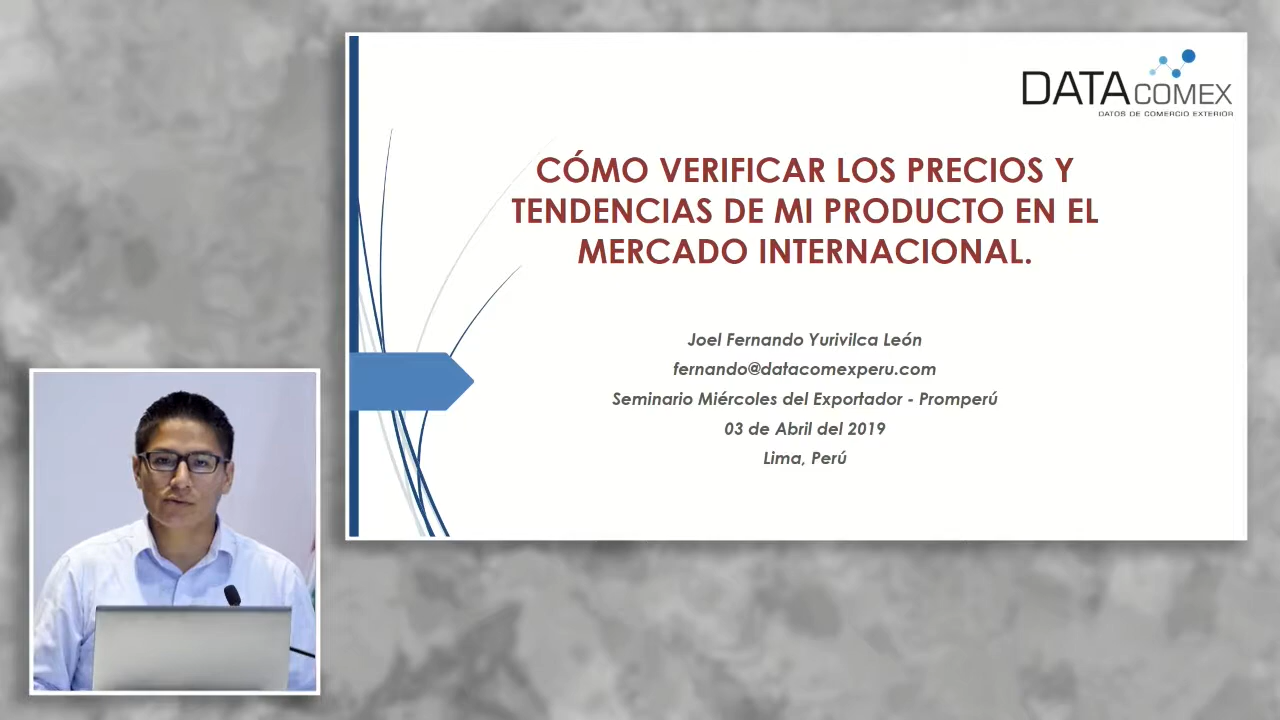 DATACOMEX
DATOS DE COMERCIO EXTERIOR
CÓMO VERIFICAR LOS PRECIOS Y
TENDENCIAS DE MI PRODUCTO EN EL
MERCADO INTERNACIONAL.
Joel Fernando Yurivilca León
fernando@datacomexperu.com
Seminario Miércoles del Exportador - Promperú
03 de Abril del 2019
Lima, Perú